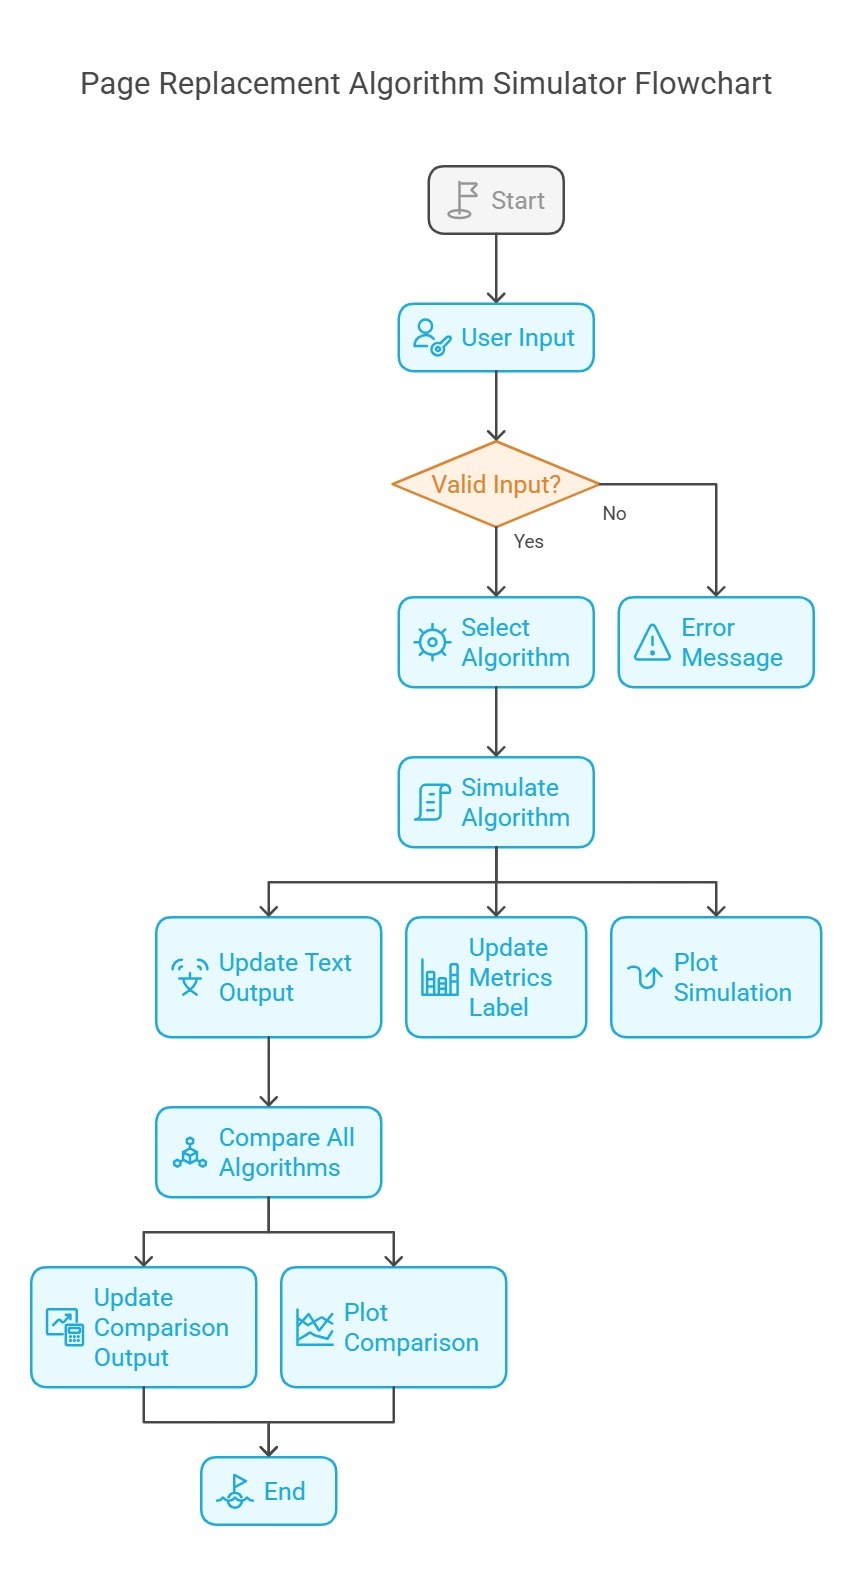 Page Replacement Algorithm Simulator Flowchart
Start
User Input
Valid Input?
No
Yes
Select
Algorithm
Error
Message
Simulate
Algorithm
Update Text
Output
Update
Metrics
Label
Plot
Simulation
Compare All
Algorithms
Update
Comparison
Output
Plot
Comparison
End